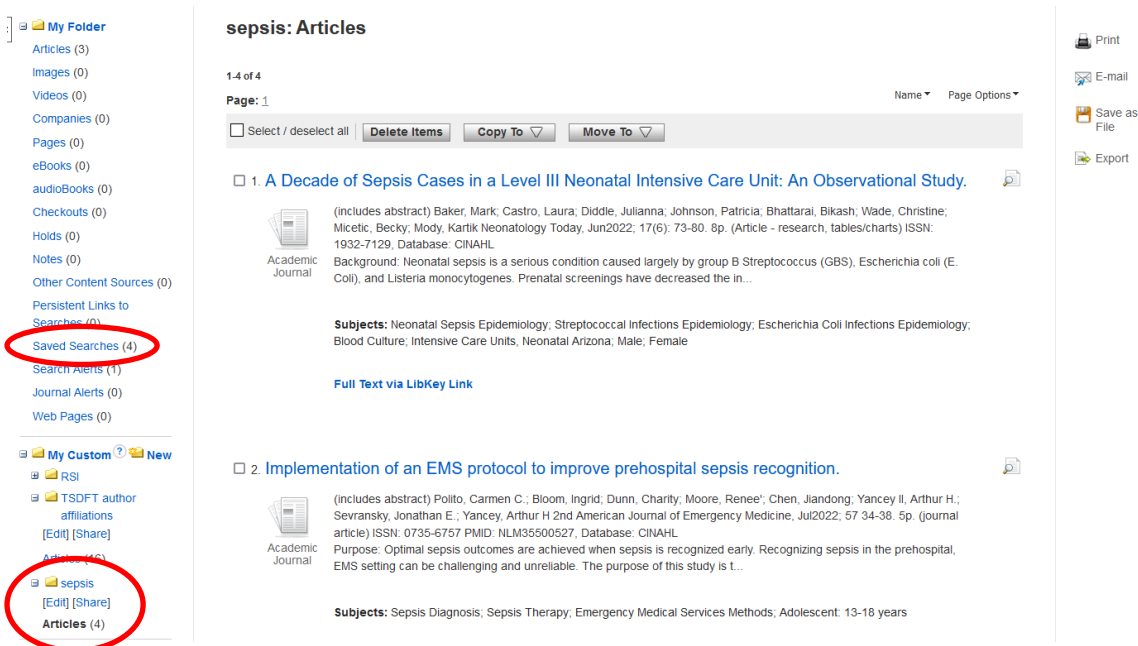 My Folder
Articles (3)
Images (0)
Videos (0)
Companies (0)
Pages (0)
eBooks (0)
audioBooks (0)
Checkouts (0)
Holds (0)
Notes (0)
Other Content Sources (0)
Persistent Links to
Searches (0)
Saved Searches (4)
Search Alerts (1)
Journal Alerts (0)
Web Pages (0)
My Custom ? New
RSI
TSDFT author
affiliations
[Edit] [Share]
Articles (16)
sepsis
[Edit] [Share]
Articles (4)
sepsis: Articles
1-4 of 4
Page: 1
Name Page Options
Select / deselect all Delete Items Copy To Move To
1. A Decade of Sepsis Cases in a Level III Neonatal Intensive Care Unit: An Observational Study.
Academic
Journal
(includes abstract) Baker, Mark; Castro, Laura; Diddle, Julianna; Johnson, Patricia; Bhattarai, Bikash; Wade, Christine;
Micetic, Becky; Mody, Kartik Neonatology Today, Jun2022; 17(6): 73-80. 8p. (Article - research, tables/charts) ISSN:
1932-7129, Database: CINAHL
Background: Neonatal sepsis is a serious condition caused largely by group B Streptococcus (GBS), Escherichia coli (E.
Coli), and Listeria monocytogenes. Prenatal screenings have decreased the in...
Subjects: Neonatal Sepsis Epidemiology; Streptococcal Infections Epidemiology; Escherichia Coli Infections Epidemiology;
Blood Culture; Intensive Care Units, Neonatal Arizona; Male; Female
Full Text via LibKey Link
2. Implementation of an EMS protocol to improve prehospital sepsis recognition.
Academic
Journal
(includes abstract) Polito, Carmen C.; Bloom, Ingrid; Dunn, Charity; Moore, Renee'; Chen, Jiandong; Yancey II, Arthur H.;
Sevransky, Jonathan E.; Yancey, Arthur H 2nd American Journal of Emergency Medicine, Jul2022; 57 34-38. 5p. (journal
article) ISSN: 0735-6757 PMID: NLM35500527, Database: CINAHL
Purpose: Optimal sepsis outcomes are achieved when sepsis is recognized early. Recognizing sepsis in the prehospital,
EMS setting can be challenging and unreliable. The purpose of this study is t...
Subjects: Sepsis Diagnosis; Sepsis Therapy; Emergency Medical Services Methods; Adolescent: 13-18 years
Print
E-mail
Save as
File
Export